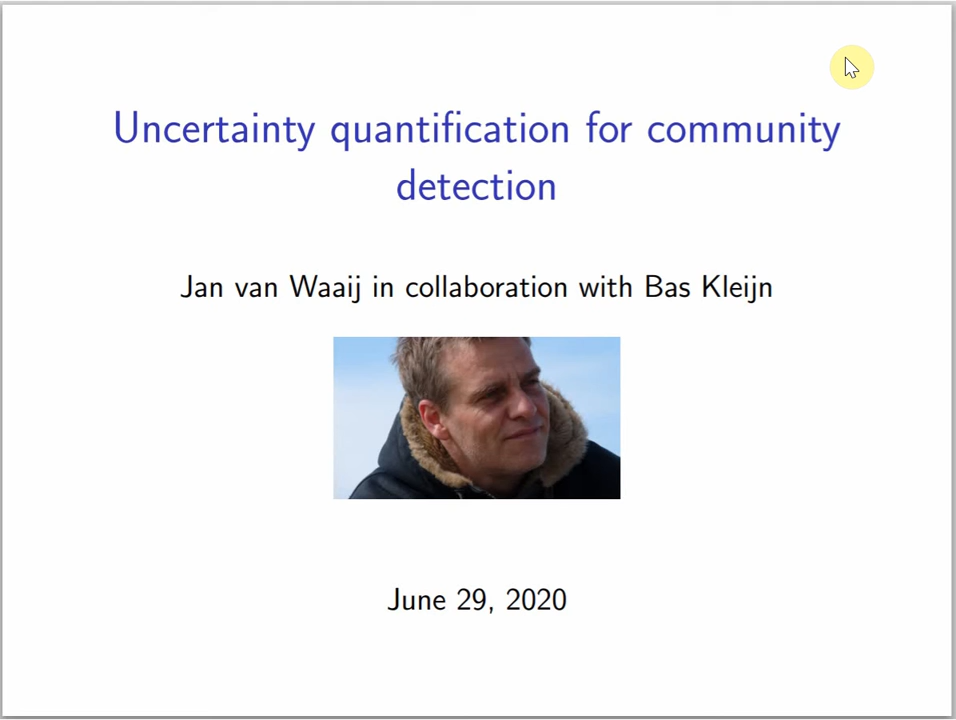 Uncertainty quantification for community
detection
Jan van Waaij in collaboration with Bas Kleijn
June 29, 2020